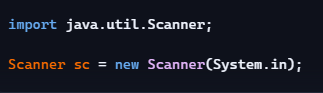 import java.util.Scanner;
Scanner sc = new Scanner(System.in);